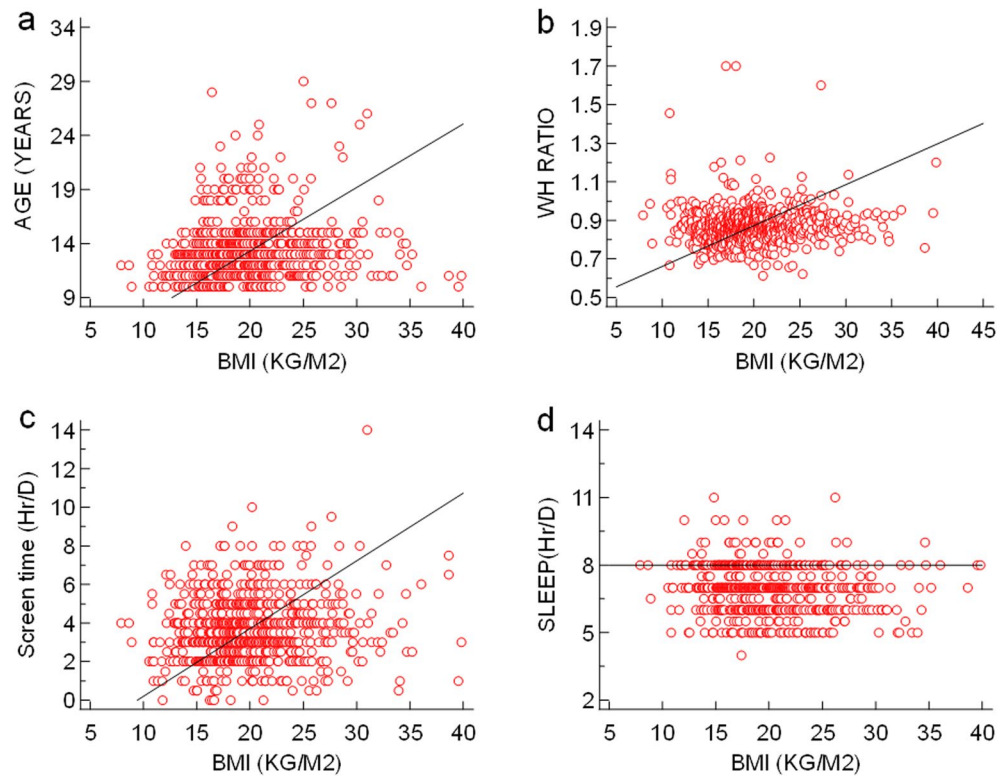 a
AGE (YEARS)
34
29
24
19
14
9
5 10 15 20 25 30 35 40
BMI (KG/M2)
b
WH RATIO
1.9
1.7
1.5
1.3
1.1
0.9
0.7
0.5
5 10 15 20 25 30 35 40 45
BMI (KG/M2)
c
Screen time (Hr/D)
14
12
10
8
6
4
2
0
5 10 15 20 25 30 35 40
BMI (KG/M2)
d
SLEEP(Hr/D)
14
11
8
5
2
5 10 15 20 25 30 35 40
BMI (KG/M2)